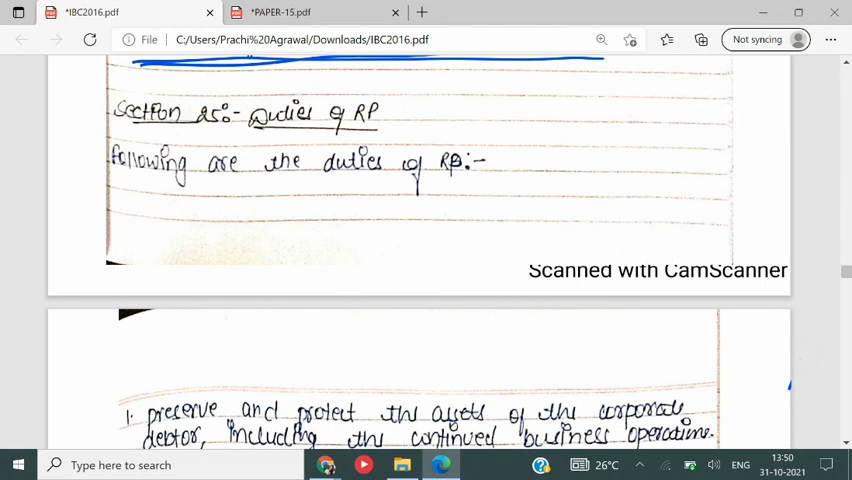 *IBC2016.pdf
*PAPER-15.pdf
File C:/Users/Prachi%20Agrawal/Downloads/IBC2016.pdf
Not syncing
Section 25:- Duties of RP
Following are the duties of RP:-
Scanned with CamScanner
1. preserve and protect the assets of the corporate
debtor, including the continued business operations.
Type here to search
26°C
ENG
13:50
31-10-2021